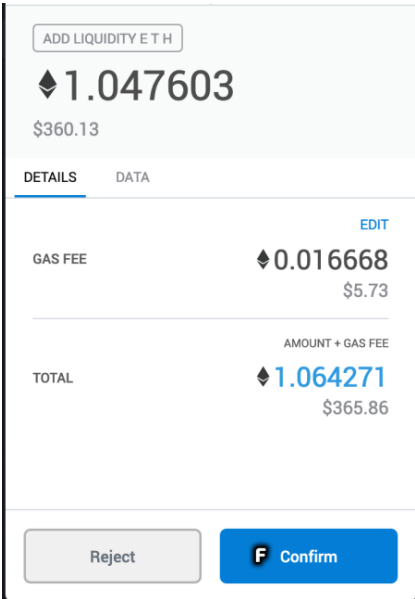 ADD LIQUIDITY E T H
1.047603
$360.13
DETAILS DATA
EDIT
GAS FEE 0.016668
$5.73
AMOUNT + GAS FEE
TOTAL 1.064271
$365.86
Reject F Confirm